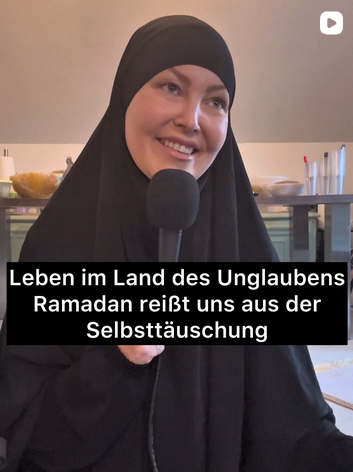 Leben im Land des Unglaubens
Ramadan reißt uns aus der
Selbsttäuschung